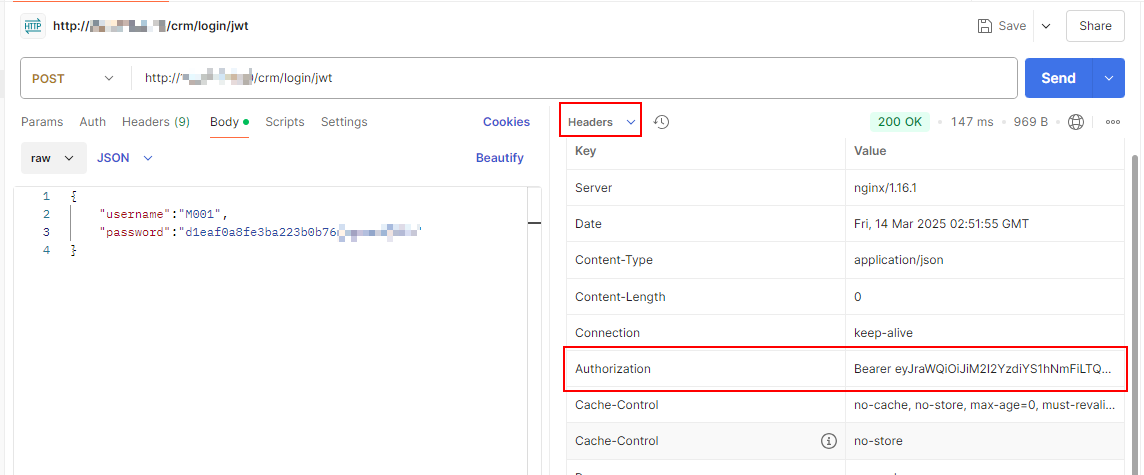 HTTP http:// /crm/login/jwt Save Share
POST http:// /crm/login/jwt Send
Params Auth Headers (9) Body Scripts Settings Cookies
raw JSON Beautify
1 {
2 "username":"M001",
3 "password":"d1eaf0a8fe3ba223b0b76 "
4 }
Headers 200 OK • 147 ms • 969 B •
Key Value
Server nginx/1.16.1
Date Fri, 14 Mar 2025 02:51:55 GMT
Content-Type application/json
Content-Length 0
Connection keep-alive
Authorization Bearer eyJraWQiOiJiM2I2YzdiYS1hNmFiLTQ...
Cache-Control no-cache, no-store, max-age=0, must-revali...
Cache-Control no-store